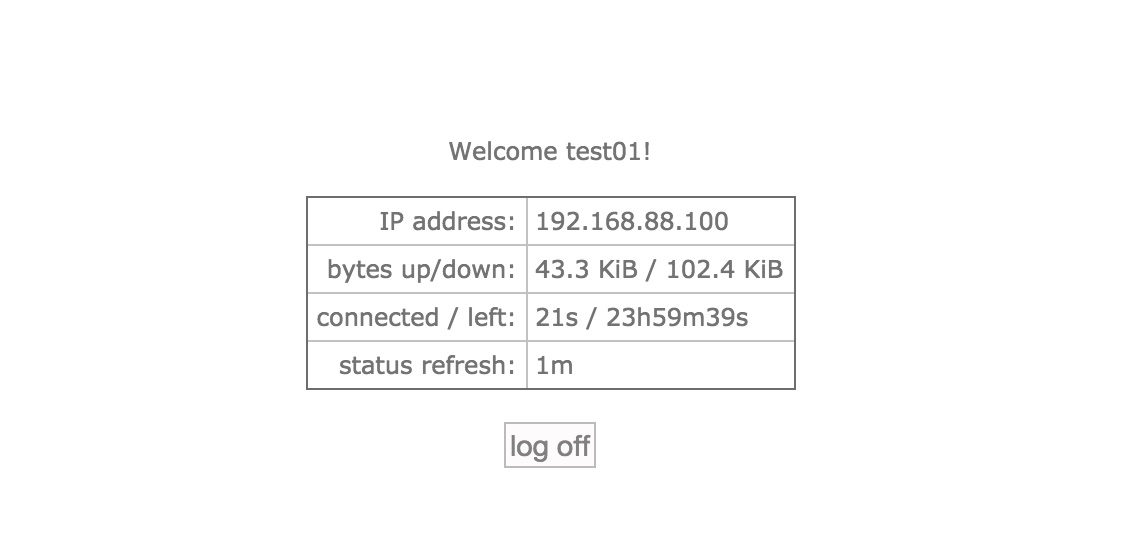 Welcome test01!
IP address: 192.168.88.100
bytes up/down: 43.3 KiB / 102.4 KiB
connected / left: 21s / 23h59m39s
status refresh: 1m
log off